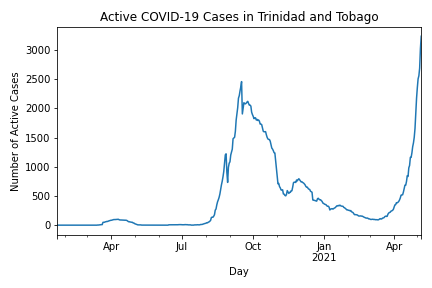 Active COVID-19 Cases in Trinidad and Tobago
Number of Active Cases
3000
2500
2000
1500
1000
500
0
Apr
Jul
Oct
Jan
2021
Apr
Day